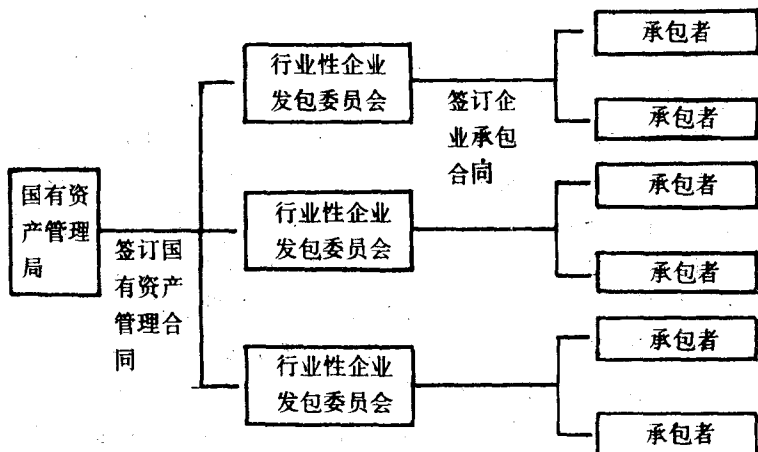 国有资
产管理
局
签订国
有资产
管理合
同
行业性企业
发包委员会
签订企
业承包
合同
行业性企业
发包委员会
行业性企业
发包委员会
承包者
承包者
承包者
承包者
承包者
承包者